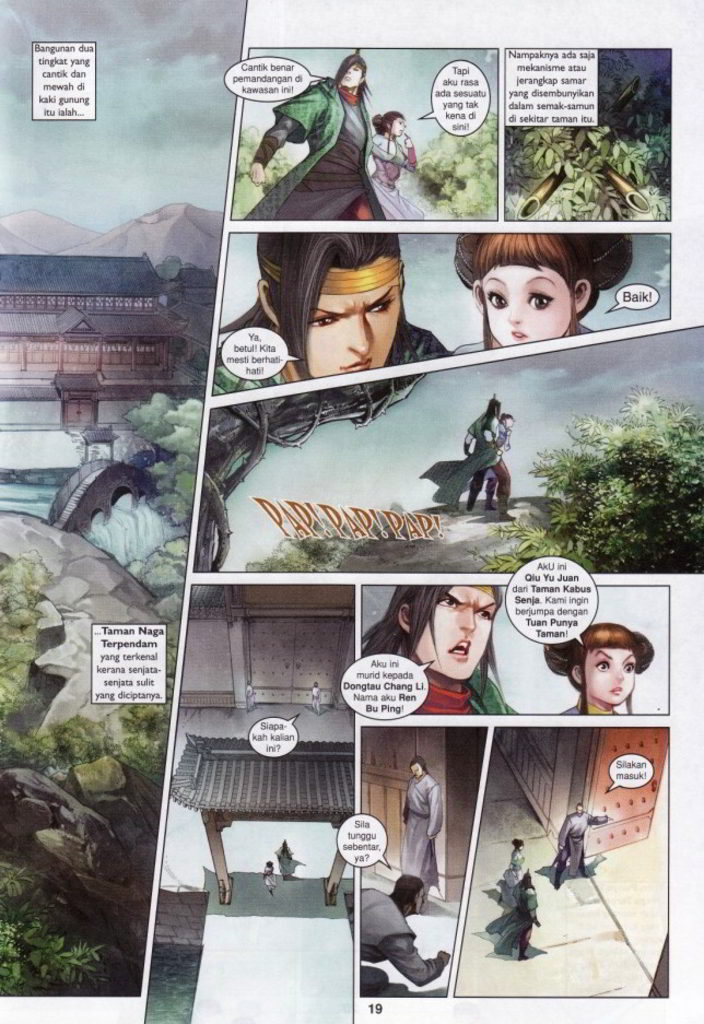 Bangunan dua
tingkat yang
cantik dan
mewah di
kaki gunung
itu ialah...
Cantik benar
pemandangan di
kawasan ini!
Tapi
aku rasa
ada sesuatu
yang tak
kena di
sini!
Nampaknya ada saja
mekanisme atau
jerangkap samar
yang disembunyikan
dalam semak-samun
di sekitar taman itu.
Ya,
betul! Kita
mesti berhati-
hati!
Baik!
PAP! PAP! PAP!
...Taman Naga
Terpendam
yang terkenal
kerana senjata-
senjata sulit
yang diciptanya.
Siapa-
kah kalian
ini?
Aku ini
murid kepada
Dongtau Chang Li.
Nama aku Ren
Bu Ping!
AkU ini
Qiu Yu Juan
dari Taman Kabus
Senja. Kami ingin
berjumpa dengan
Tuan Punya
Taman!
Sila
tunggu
sebentar,
ya?
Silakan
masuk!
19